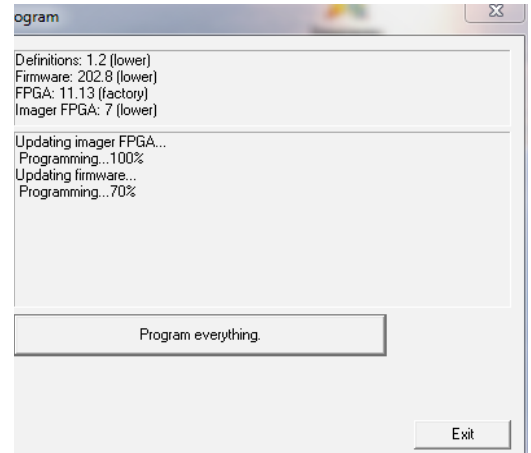 ogram
Definitions: 1.2 (lower)
Firmware: 202.8 (lower)
FPGA: 11.13 (factory)
Imager FPGA: 7 (lower)
Updating imager FPGA...
Programming...100%
Updating firmware...
Programming...70%
Program everything.
Exit